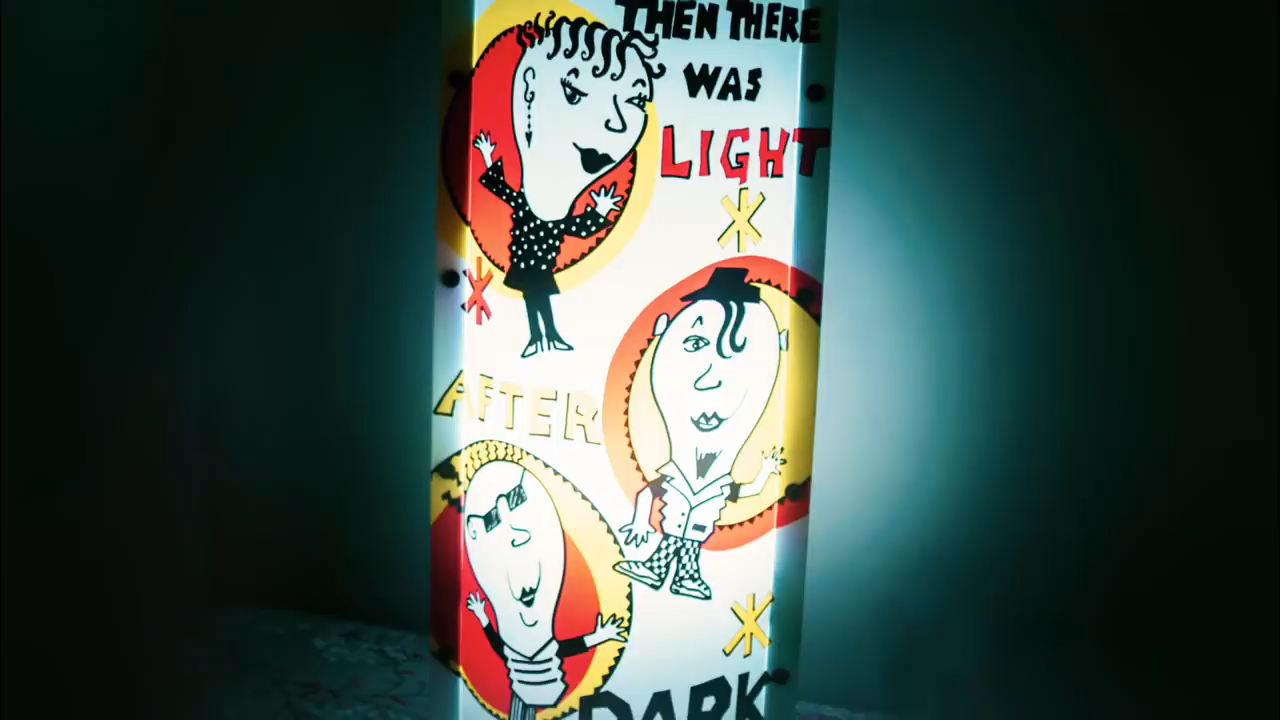 THEN THERE
WAS
LIGHT
AFTER
DARK